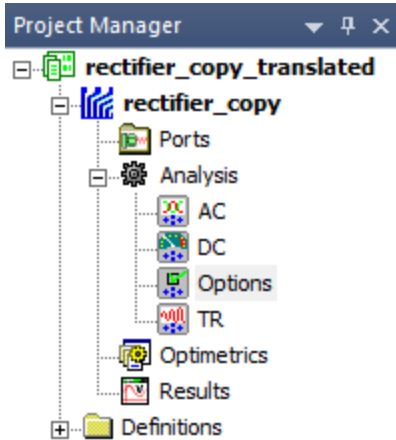 Project Manager
rectifier_copy_translated
rectifier_copy
Ports
Analysis
AC
DC
Options
TR
Optimetrics
Results
Definitions